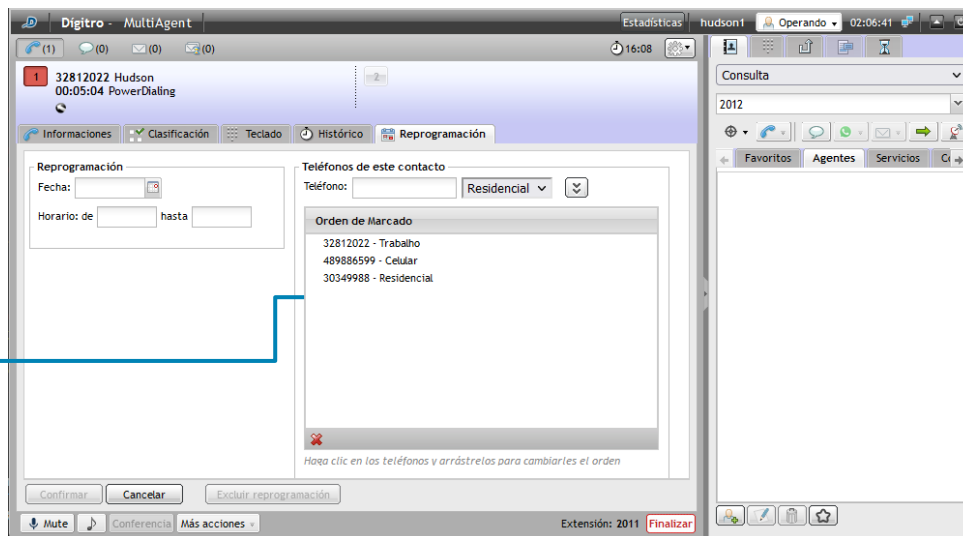 Dígitro - MultiAgent Estadísticas hudson1 Operando 02:06:41
(1) (0) (0) (0) 16:08
1 32812022 Hudson 2
00:05:04 PowerDialing
Informaciones Clasificación Teclado Histórico Reprogramación
Reprogramación
Fecha:
Horario: de hasta
Teléfonos de este contacto
Teléfono: Residencial
Orden de Marcado
32812022 - Trabalho
489886599 - Celular
30349988 - Residencial
Haga clic en los teléfonos y arrástrelos para cambiarles el orden
Confirmar Cancelar Excluir reprogramación
Mute Conferencia Más acciones Extensión: 2011 Finalizar
Consulta
2012
Favoritos Agentes Servicios